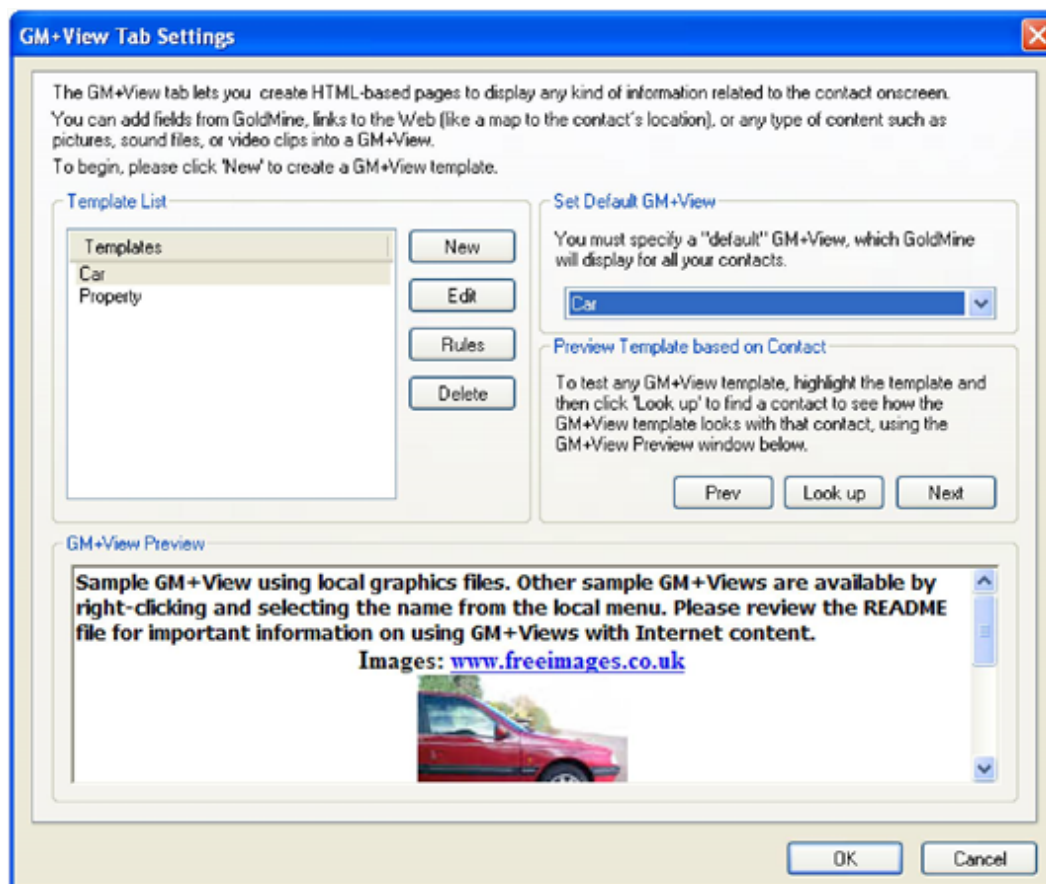 GM+View Tab Settings
The GM+View tab lets you create HTML-based pages to display any kind of information related to the contact onscreen.
You can add fields from GoldMine, links to the Web (like a map to the contact's location), or any type of content such as
pictures, sound files, or video clips into a GM+View.
To begin, please click 'New' to create a GM+View template.
Template List
Templates
Car
Property
New
Edit
Rules
Delete
Set Default GM+View
You must specify a "default" GM+View, which GoldMine
will display for all your contacts.
Car
Preview Template based on Contact
To test any GM+View template, highlight the template and
then click 'Look up' to find a contact to see how the
GM+View template looks with that contact, using the
GM+View Preview window below.
Prev
Look up
Next
GM+View Preview
Sample GM+View using local graphics files. Other sample GM+Views are available by
right-clicking and selecting the name from the local menu. Please review the README
file for important information on using GM+Views with Internet content.
Images: www.freeimages.co.uk
OK
Cancel